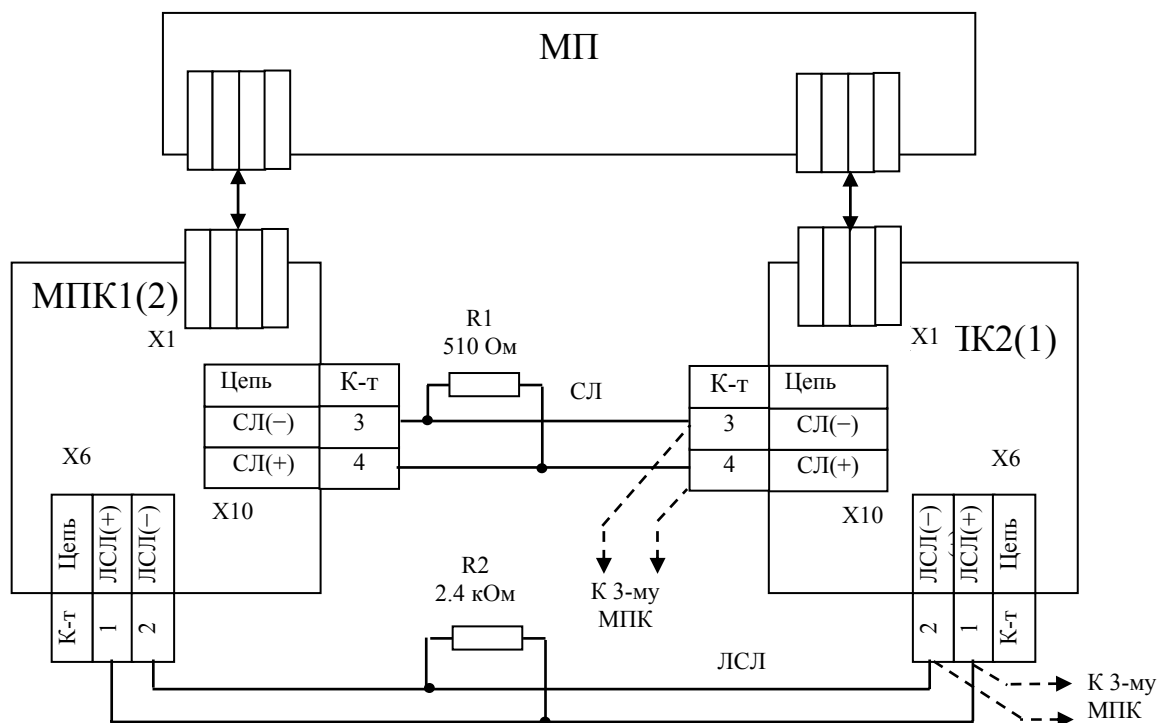 МП
МПК1(2)
X1
R1
510 Ом
X1
ПК2(1)
Цепь К-т
СЛ(−) 3
СЛ(+) 4
СЛ
К-т Цепь
3 СЛ(−)
4 СЛ(+)
X6
X10
X6
X10
Цепь ЛСЛ(+) ЛСЛ(−)
К-т 1 2
R2
2.4 кОм
К 3-му
МПК
ЛСЛ(−) ЛСЛ(+) Цепь
2 1 К-т
ЛСЛ
К 3-му
МПК